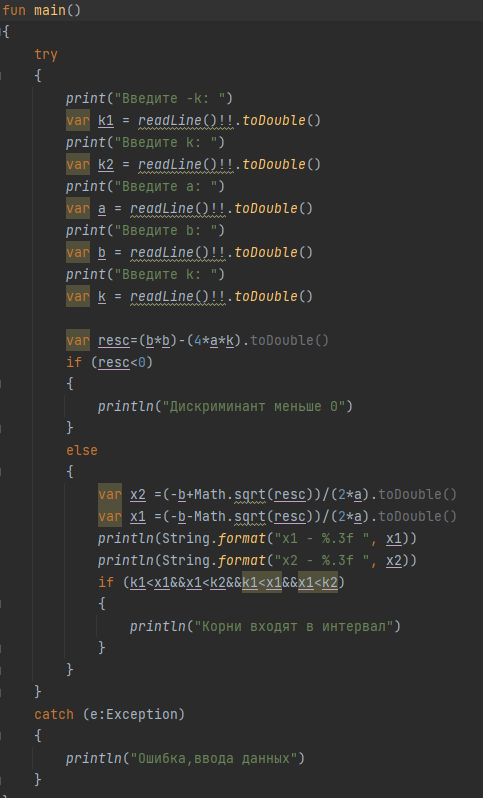 fun main()
{
try
{
print("Введите -k: ")
var k1 = readLine()!!.toDouble()
print("Введите k: ")
var k2 = readLine()!!.toDouble()
print("Введите a: ")
var a = readLine()!!.toDouble()
print("Введите b: ")
var b = readLine()!!.toDouble()
print("Введите k: ")
var k = readLine()!!.toDouble()
var resc=(b*b)-(4*a*k).toDouble()
if (resc<0)
{
println("Дискриминант меньше 0")
}
else
{
var x2 =(-b+Math.sqrt(resc))/(2*a).toDouble()
var x1 =(-b-Math.sqrt(resc))/(2*a).toDouble()
println(String.format("x1 - %.3f ", x1))
println(String.format("x2 - %.3f ", x2))
if (k1<x1&&x1<k2&&k1<x1&&x1<k2)
{
println("Корни входят в интервал")
}
}
}
catch (e:Exception)
{
println("Ошибка,ввода данных")
}
}